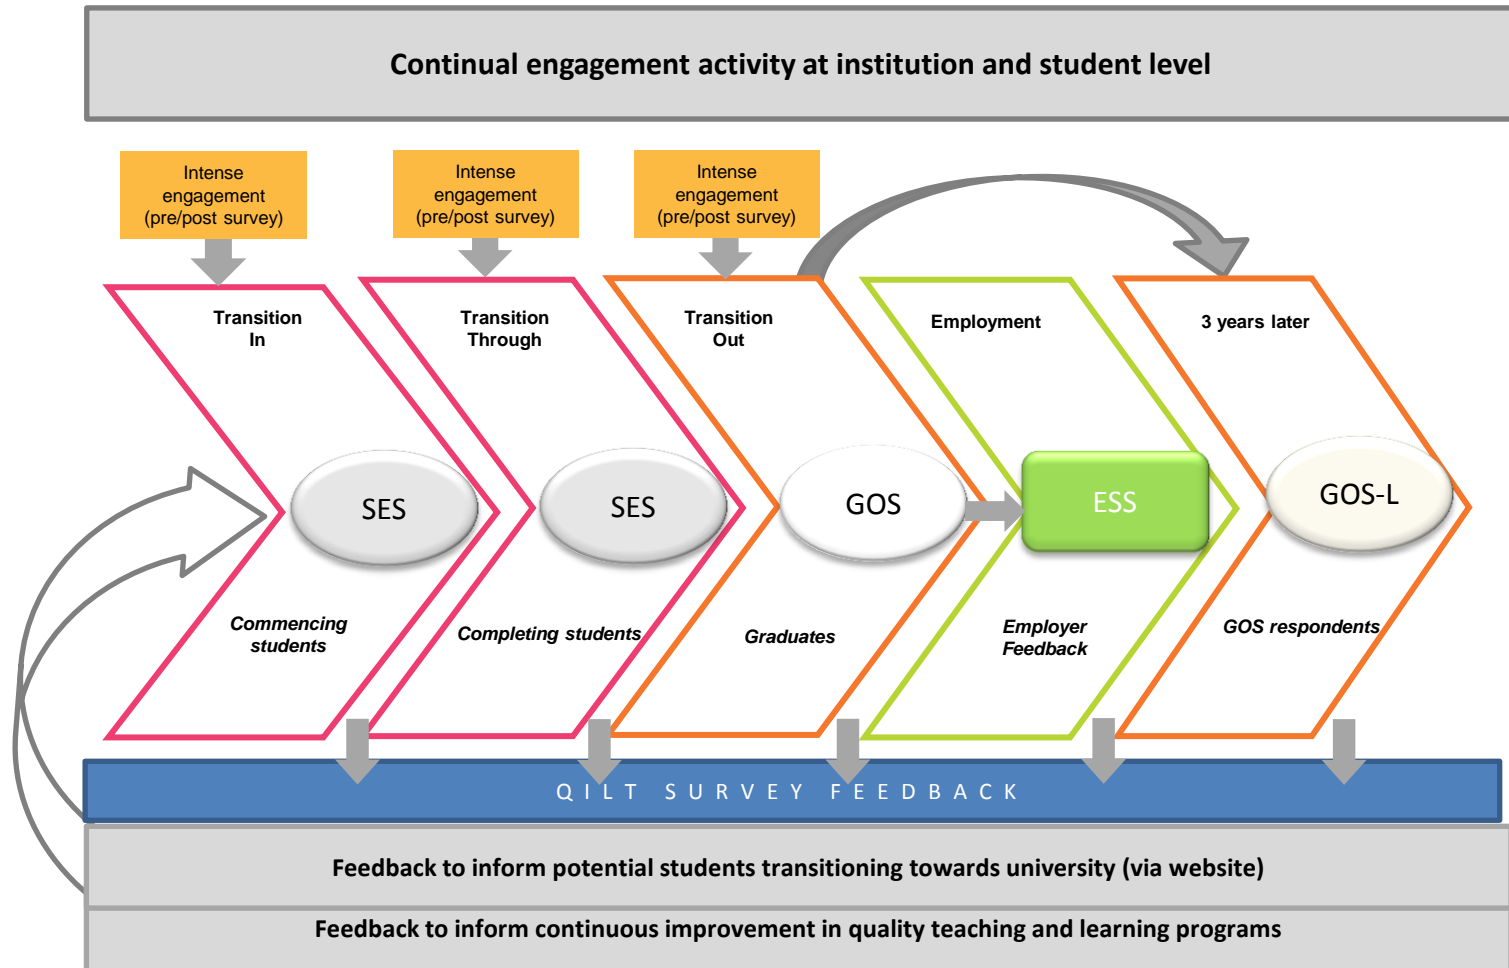 Continual engagement activity at institution and student level
Intense
engagement
(pre/post survey)
Intense
engagement
(pre/post survey)
Intense
engagement
(pre/post survey)
Transition
In
Transition
Through
Transition
Out
Employment
3 years later
SES
SES
GOS
ESS
GOS-L
Commencing
students
Completing students
Graduates
Employer
Feedback
GOS respondents
QILT SURVEY FEEDBACK
Feedback to inform potential students transitioning towards university (via website)
Feedback to inform continuous improvement in quality teaching and learning programs